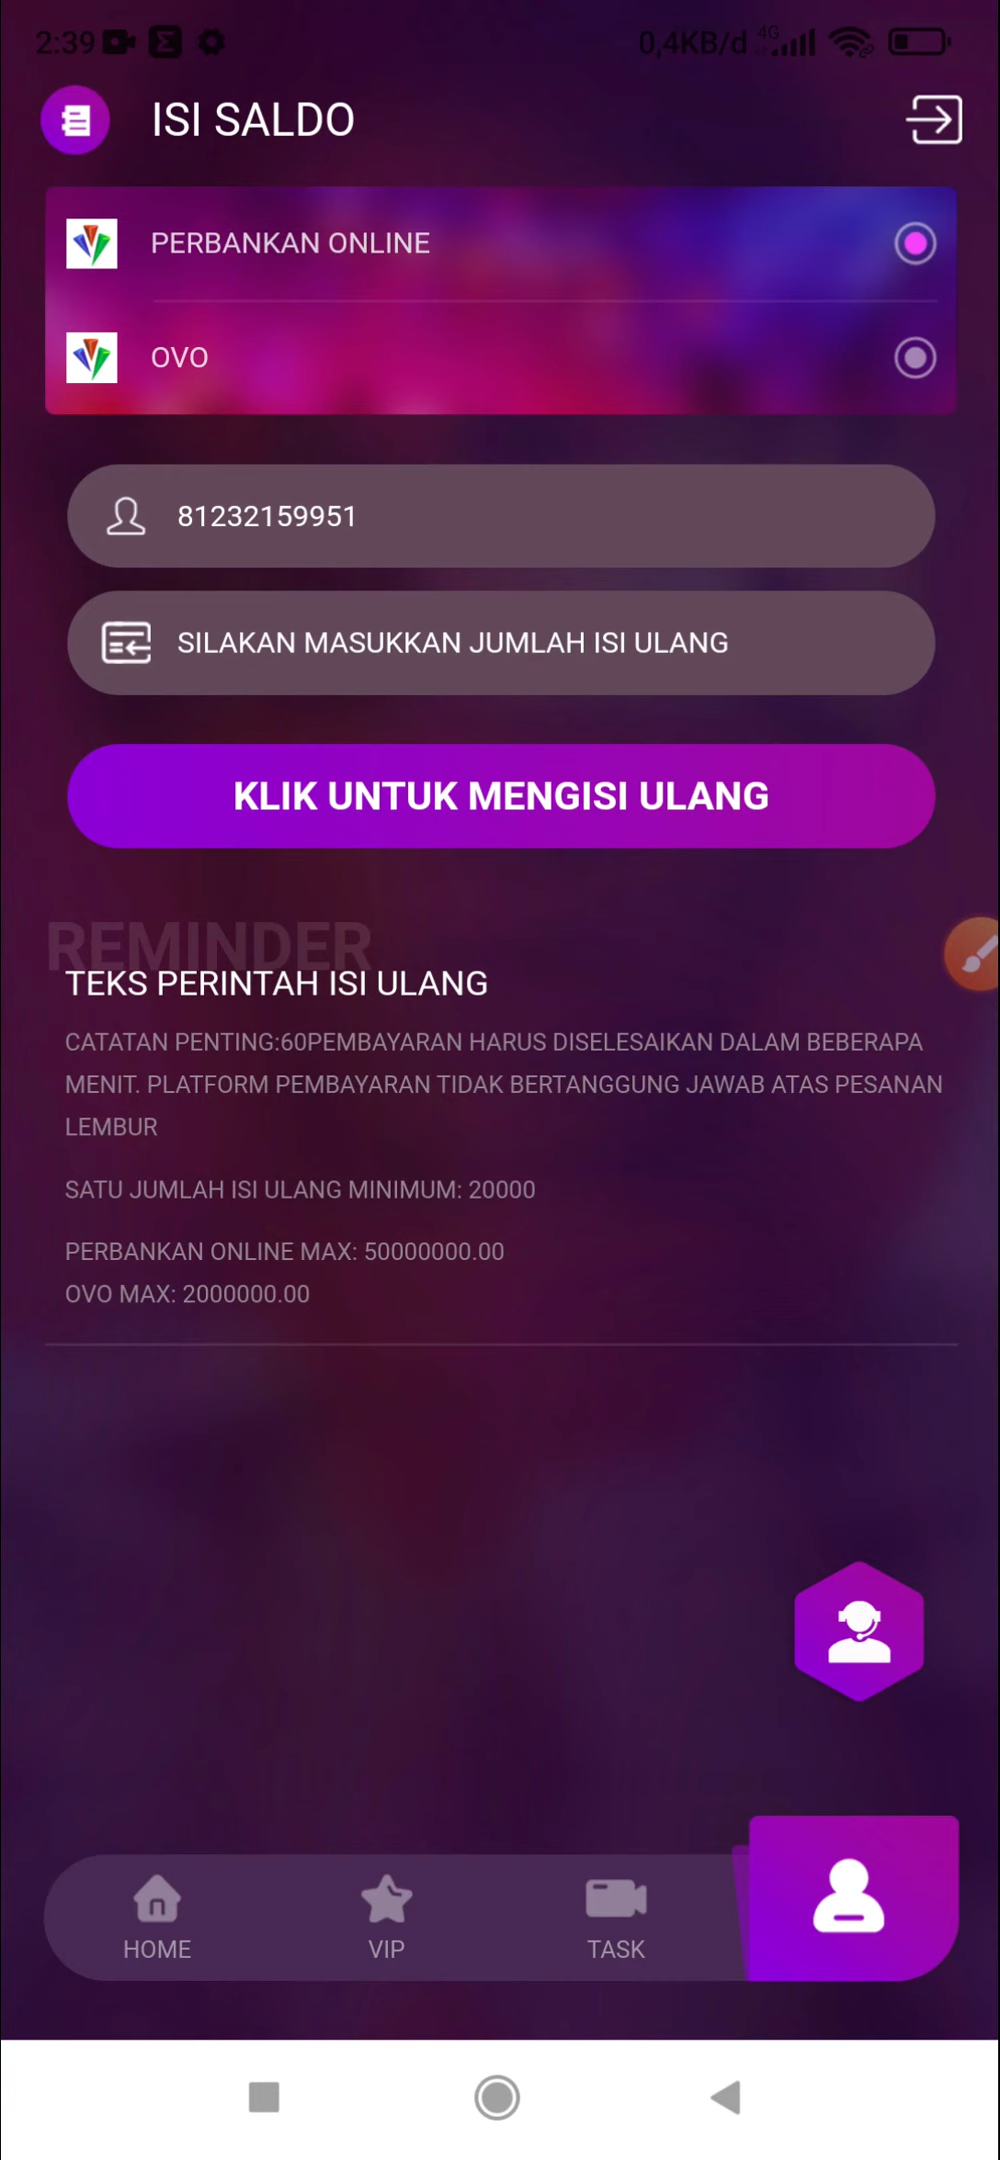 2:39 0,4KB/d 4G
ISI SALDO
PERBANKAN ONLINE
OVO
81232159951
SILAKAN MASUKKAN JUMLAH ISI ULANG
KLIK UNTUK MENGISI ULANG
REMINDER
TEKS PERINTAH ISI ULANG
CATATAN PENTING:60PEMBAYARAN HARUS DISELESAIKAN DALAM BEBERAPA
MENIT. PLATFORM PEMBAYARAN TIDAK BERTANGGUNG JAWAB ATAS PESANAN
LEMBUR
SATU JUMLAH ISI ULANG MINIMUM: 20000
PERBANKAN ONLINE MAX: 50000000.00
OVO MAX: 2000000.00
HOME VIP TASK